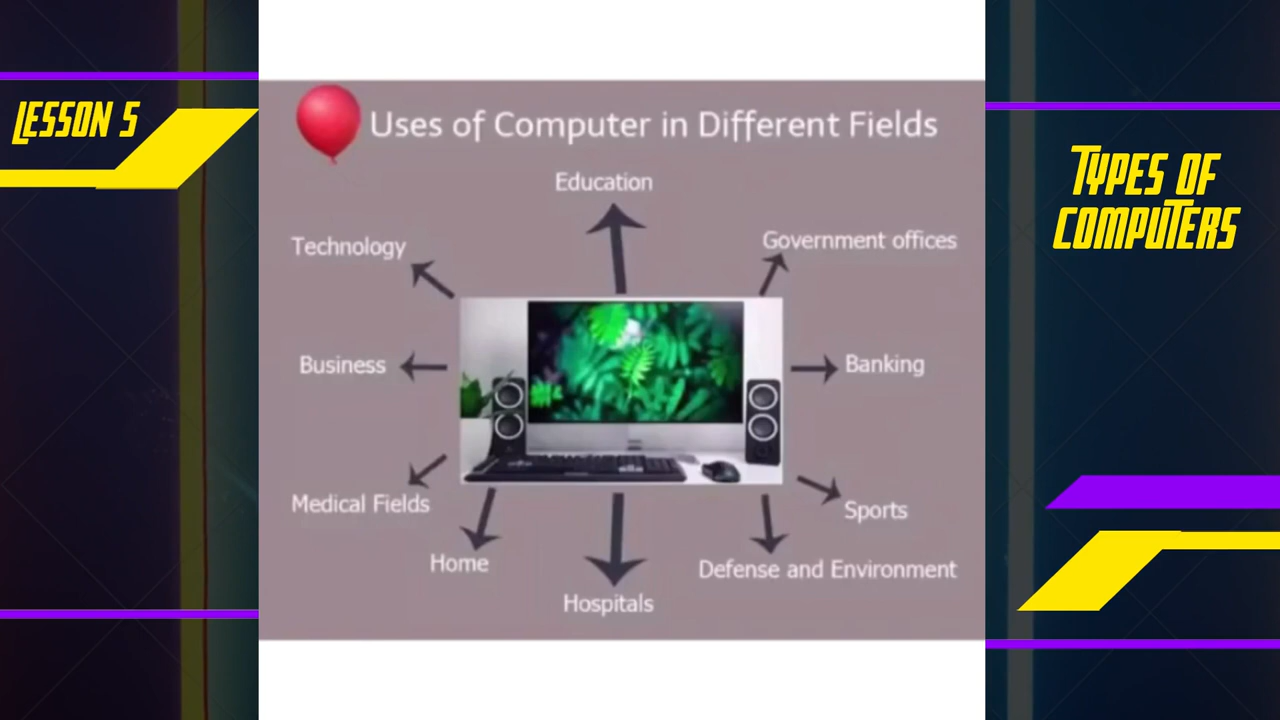 LESSON 5
TYPES OF
COMPUTERS
Uses of Computer in Different Fields
Education
Technology
Government offices
Business
Banking
Medical Fields
Sports
Home
Defense and Environment
Hospitals